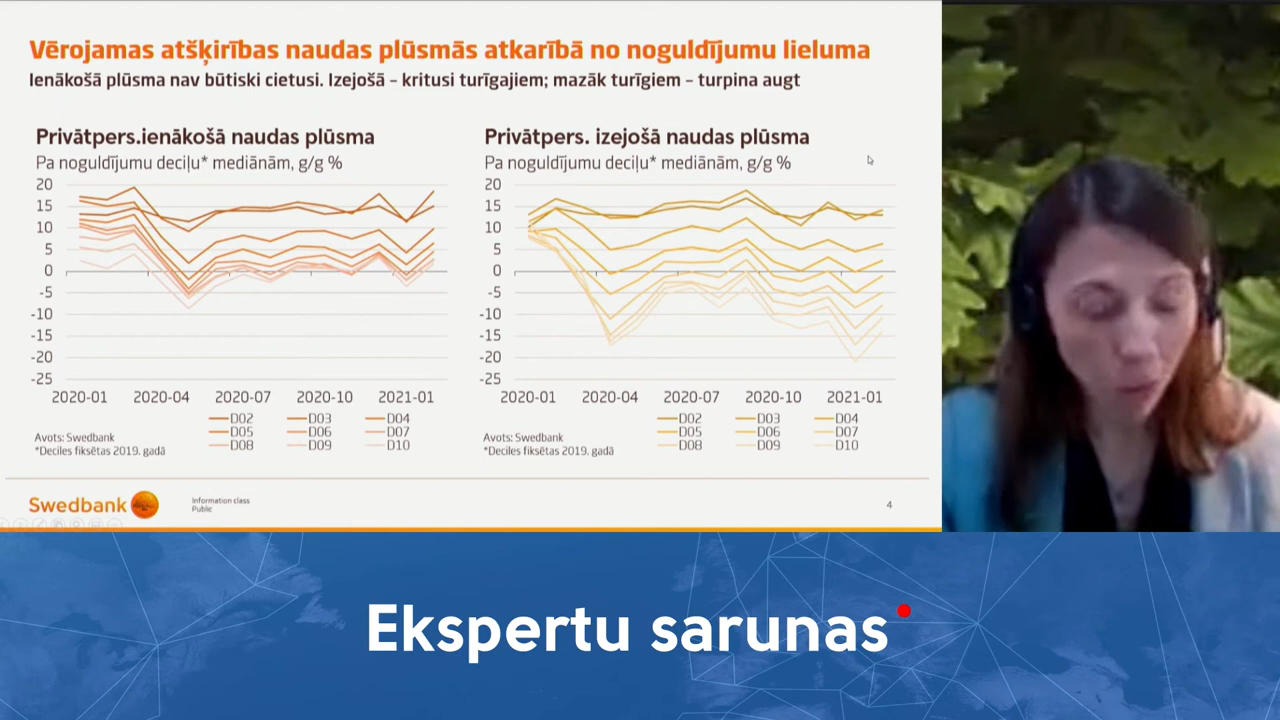 Vērojamas atšķirības naudas plūsmās atkarībā no noguldījumu lieluma
Ienākošā plūsma nav būtiski cietusi. Izejošā – kritusi turīgajiem; mazāk turīgiem – turpina augt
Privātpers.ienākošā naudas plūsma
Pa noguldījumu deciļu* mediānām, g/g %
20
15
10
5
0
-5
-10
-15
-20
-25
2020-01 2020-04 2020-07 2020-10 2021-01
D02 D03 D04
D05 D06 D07
D08 D09 D10
Avots: Swedbank
*Deciles fiksētas 2019. gadā
Privātpers. izejošā naudas plūsma
Pa noguldījumu deciļu* mediānām, g/g %
20
15
10
5
0
-5
-10
-15
-20
-25
2020-01 2020-04 2020-07 2020-10 2021-01
D02 D03 D04
D05 D06 D07
D08 D09 D10
Avots: Swedbank
*Deciles fiksētas 2019. gadā
Swedbank
Information class
Public
4
Ekspertu sarunas